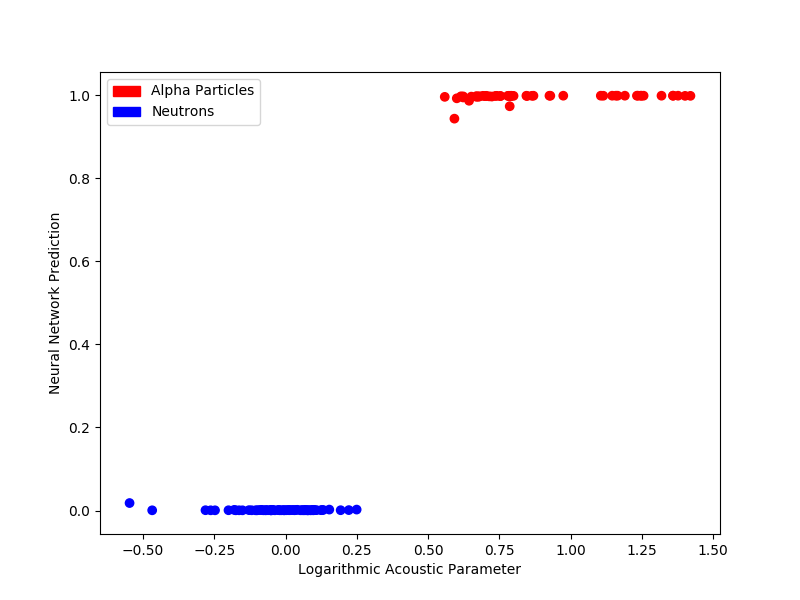 Alpha Particles
Neutrons
1.0
0.8
0.6
0.4
0.2
0.0
Neural Network Prediction
−0.50 −0.25 0.00 0.25 0.50 0.75 1.00 1.25 1.50
Logarithmic Acoustic Parameter